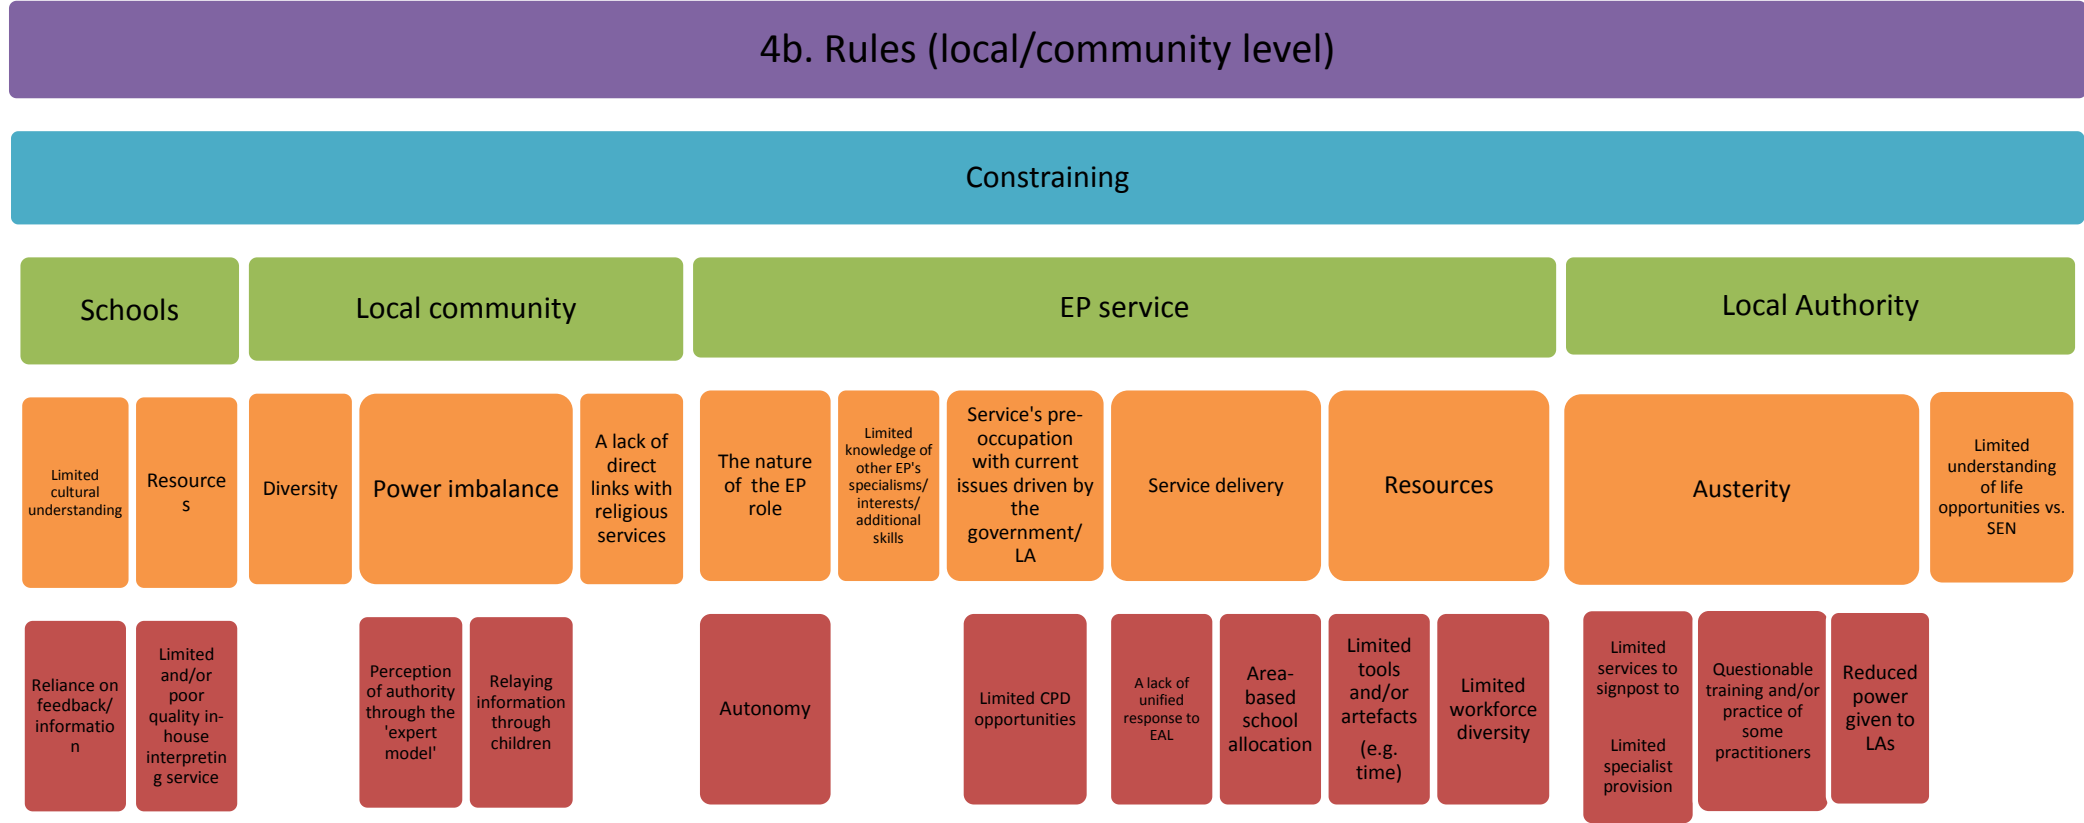 4b. Rules (local/community level)
Constraining
Schools
Local community
EP service
Local Authority
Limited
cultural
understanding
Resource
s
Diversity
Power imbalance
A lack of
direct
links with
religious
services
The nature
of the EP
role
Limited
knowledge of
other EP's
specialisms/
interests/
additional
skills
Service's pre-
occupation
with current
issues driven by
the
government/
LA
Service delivery
Resources
Austerity
Limited
understanding
of life
opportunities vs.
SEN
Reliance on
feedback/
informatio
n
Limited
and/or
poor
quality in-
house
interpretin
g service
Perception
of authority
through the
'expert
model'
Relaying
information
through
children
Autonomy
Limited CPD
opportunities
A lack of
unified
response to
EAL
Area-
based
school
allocation
Limited
tools
and/or
artefacts
(e.g.
time)
Limited
workforce
diversity
Limited
services to
signpost to
Limited
specialist
provision
Questionable
training and/or
practice of
some
practitioners
Reduced
power
given to
LAs